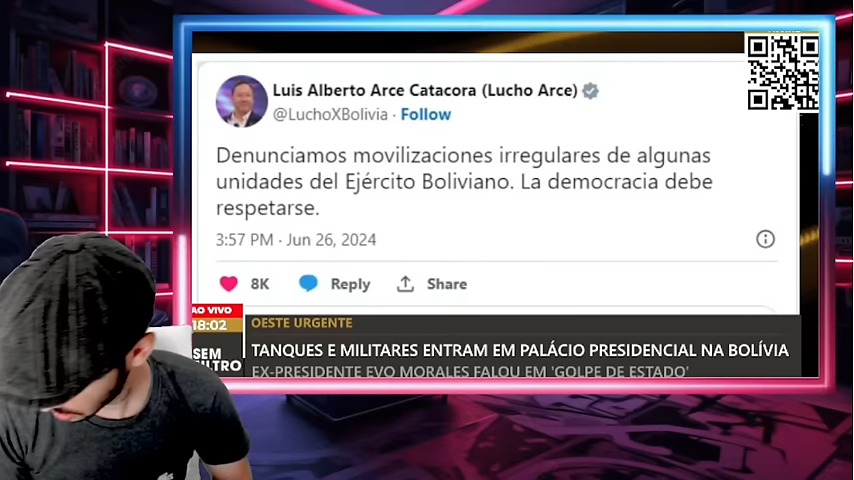 Luis Alberto Arce Catacora (Lucho Arce)
@LuchoXBolivia · Follow
Denunciamos movilizaciones irregulares de algunas
unidades del Ejército Boliviano. La democracia debe
respetarse.
3:57 PM · Jun 26, 2024
8K Reply Share
AO VIVO
18:02
SEM
OESTE URGENTE
TANQUES E MILITARES ENTRAM EM PALÁCIO PRESIDENCIAL NA BOLÍVIA
EX-PRESIDENTE EVO MORALES FALOU EM 'GOLPE DE ESTADO'